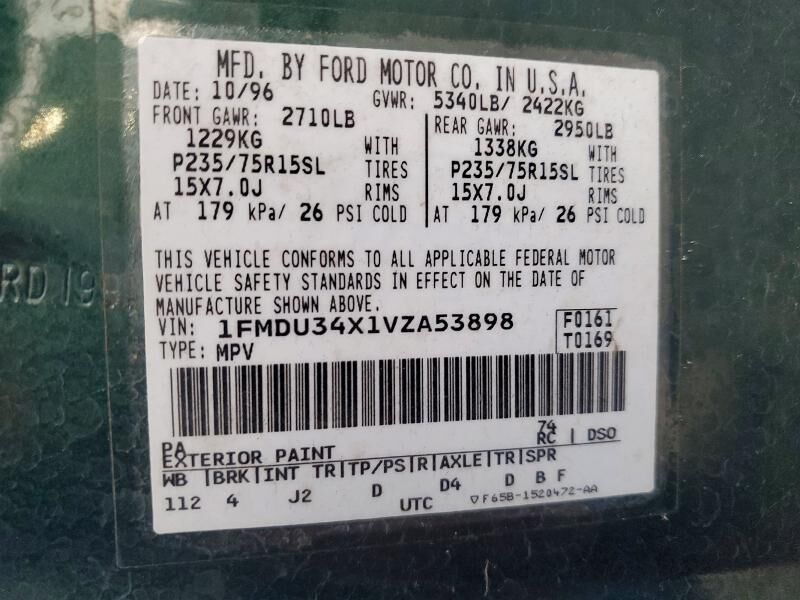 MFD. BY FORD MOTOR CO. IN U.S.A.
DATE: 10/96 GVWR: 5340LB/ 2422KG
FRONT GAWR: 2710LB REAR GAWR: 2950LB
1229KG WITH 1338KG WITH
P235/75R15SL TIRES P235/75R15SL TIRES
15X7.0J RIMS 15X7.0J RIMS
AT 179 kPa/ 26 PSI COLD AT 179 kPa/ 26 PSI COLD
THIS VEHICLE CONFORMS TO ALL APPLICABLE FEDERAL MOTOR
VEHICLE SAFETY STANDARDS IN EFFECT ON THE DATE OF
MANUFACTURE SHOWN ABOVE.
VIN: 1FMDU34X1VZA53898 F0161
TYPE: MPV T0169
74
PA RC | DSO
EXTERIOR PAINT
WB |BRK|INT TR|TP/PS|R|AXLE|TR|SPR
112 4 J2 D D4 D B F
UTC ▽F65B-1520472-AA
RD 19